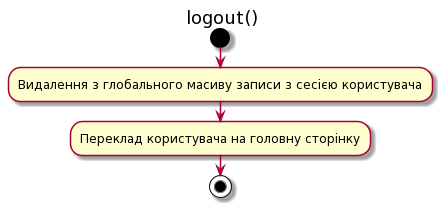 logout()
Видалення з глобального масиву записи з сесією користувача
Переклад користувача на головну сторінку